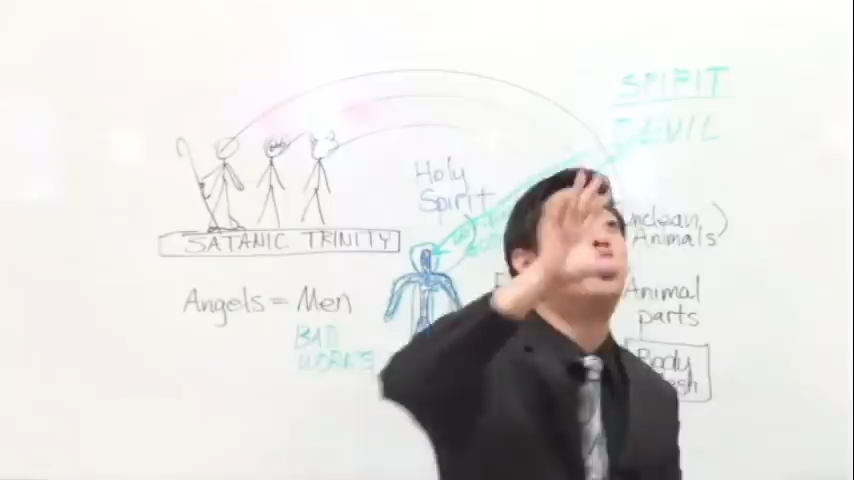 SPIRIT
DEVIL
Holy
Spirit
unclean
Animals)
SATANIC TRINITY
Angels = Men
BAD
WORKS
Animal
parts
Body